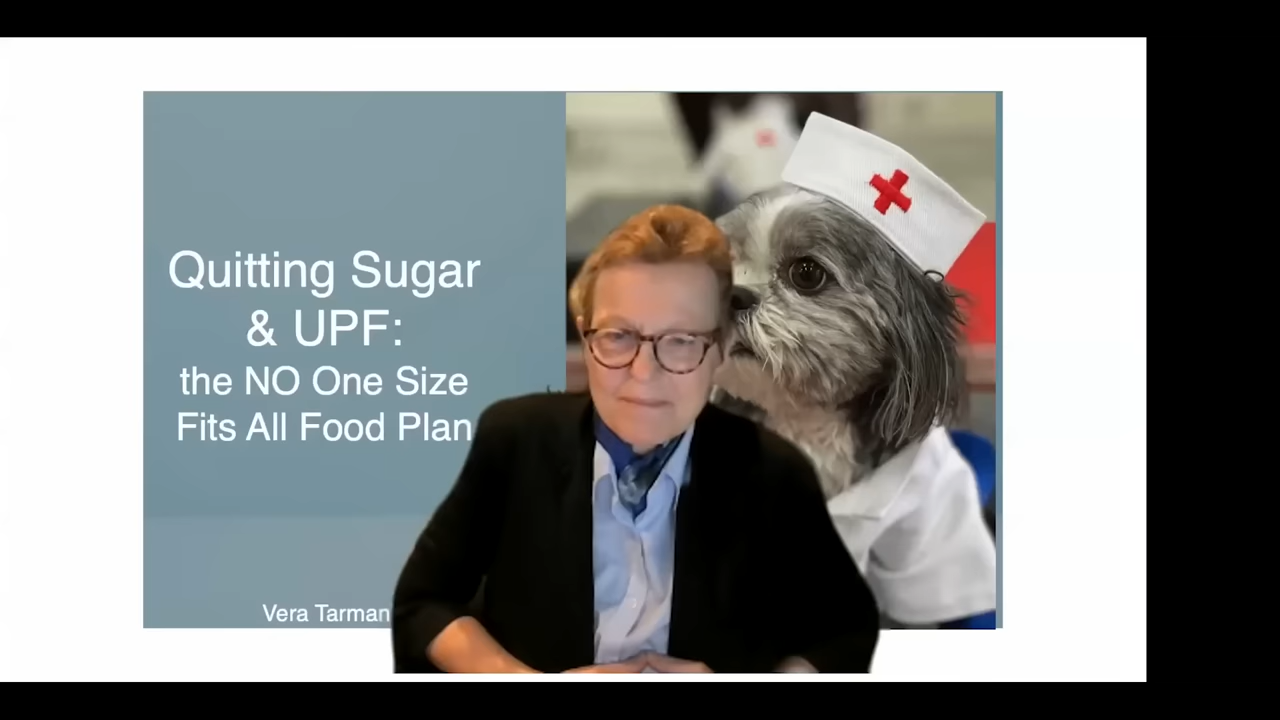 Quitting Sugar
& UPF:
the NO One Size
Fits All Food Plan
Vera Tarman